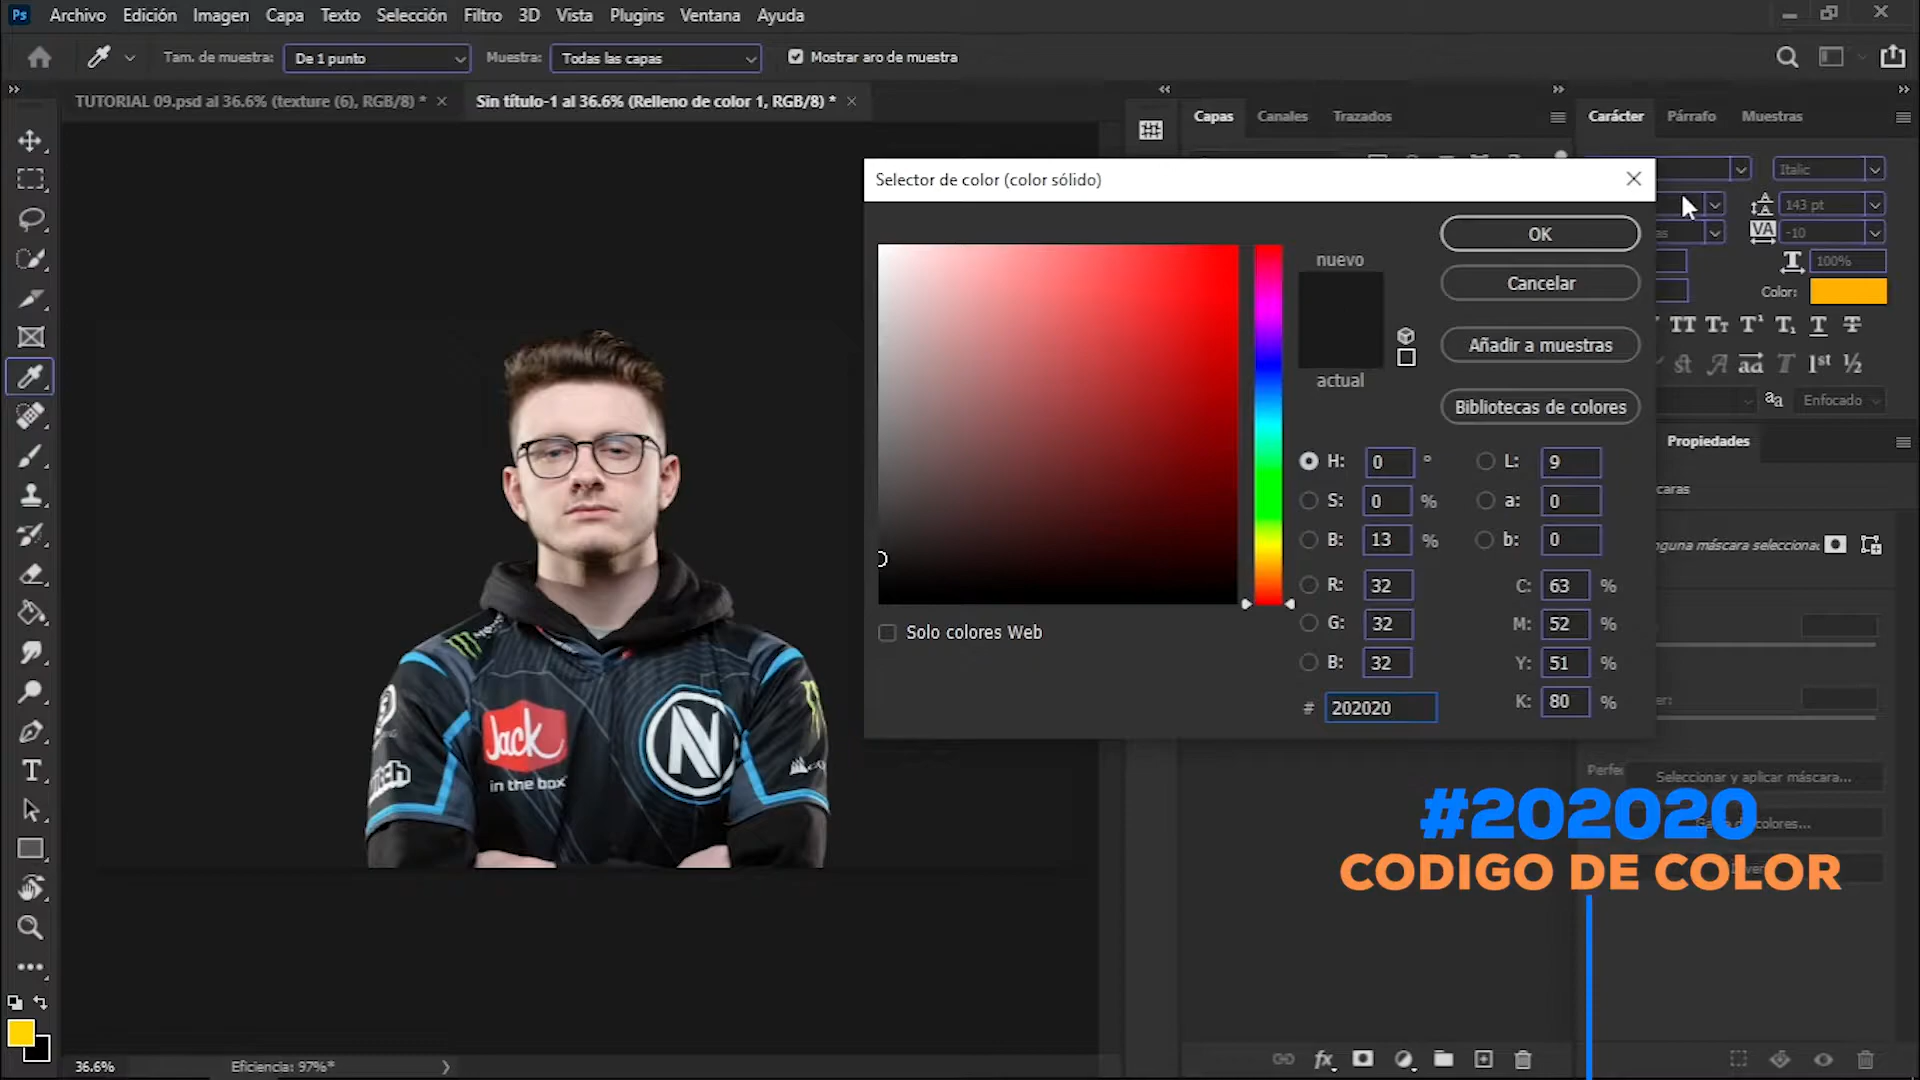 Ps Archivo Edición Imagen Capa Texto Selección Filtro 3D Vista Plugins Ventana Ayuda
Tam. de muestra: De 1 punto Muestra: Todas las capas Mostrar aro de muestra
TUTORIAL 09.psd al 36.6% (texture (6), RGB/8) * × Sin título-1 al 36.6% (Relleno de color 1, RGB/8) * ×
Capas Canales Trazados
Carácter Párrafo Muestras
Selector de color (color sólido)
Italic
143 pt
VA -10
100%
Color:
Enfocado
Propiedades
OK
Cancelar
Añadir a muestras
Bibliotecas de colores
nuevo
actual
H: 0 ° L: 9
S: 0 % a: 0
B: 13 % b: 0
R: 32 C: 63 %
G: 32 M: 52 %
B: 32 Y: 51 %
# 202020 K: 80 %
Solo colores Web
Seleccionar y aplicar máscara...
#202020
CODIGO DE COLOR
Jack
in the box
36.6% Eficiencia: 97%*